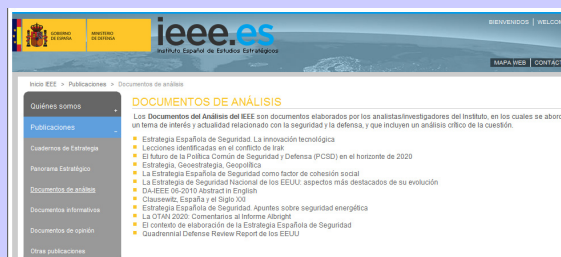 GOBIERNO
DE ESPAÑA
MINISTERIO
DE DEFENSA
ieee.es
Instituto Español de Estudios Estratégicos
BIENVENIDOS | WELCOM
MAPA WEB | CONTACT
Inicio IEEE > Publicaciones > Documentos de análisis
Quiénes somos
Publicaciones
Cuadernos de Estrategia
Panorama Estratégico
Documentos de análisis
Documentos informativos
Documentos de opinión
Otras publicaciones
DOCUMENTOS DE ANÁLISIS
Los Documentos del Análisis del IEEE son documentos elaborados por los analistas/investigadores del Instituto, en los cuales se abord
un tema de interés y actualidad relacionado con la seguridad y la defensa, y que incluyen un análisis crítico de la cuestión.
Estrategia Española de Seguridad. La innovación tecnológica
Lecciones identificadas en el conflicto de Irak
El futuro de la Política Común de Seguridad y Defensa (PCSD) en el horizonte de 2020
Estrategia, Geoestrategia, Geopolítica
La Estrategia Española de Seguridad como factor de cohesión social
La Estrategia de Seguridad Nacional de los EEUU: aspectos más destacados de su evolución
DA-IEEE 06-2010 Abstract in English
Clausewitz, España y el Siglo XXI
Estrategia Española de Seguridad. Apuntes sobre seguridad energética
La OTAN 2020: Comentarios al Informe Albright
El contexto de elaboración de la Estrategia Española de Seguridad
Quadrennial Defense Review Report de los EEUU